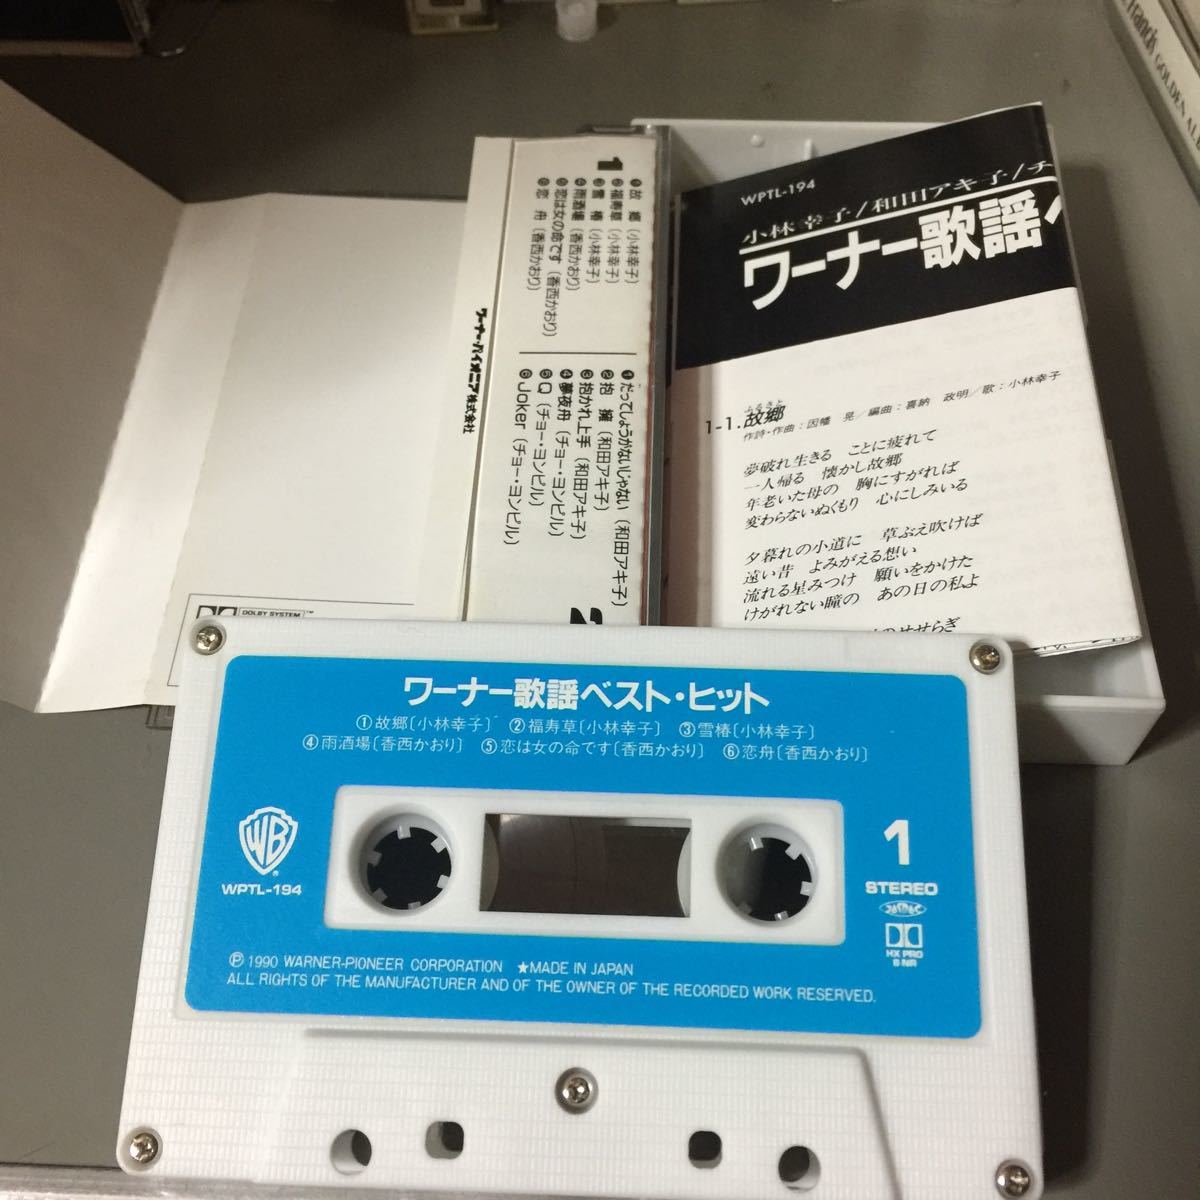 Franck GOLDEN
WPTL-194
小林幸子/和田アキ子/チ
ワーナー歌謡ベ
1-1.故郷
ふるさと
作詩・作曲:因幡 晃/編曲:喜納 政明/歌:小林幸子
夢破れ生きる ことに疲れて
一人帰る 懐かし故郷
年老いた母の 胸にすがれば
変わらないぬくもり 心にしみいる
夕暮れの小道に 草ぶえ吹けば
遠い昔 よみがえる想い
流れる星みつけ 願いをかけた
けがれない瞳の あの日の私よ
のせせらぎ
1
❶故郷(小林幸子)
❷福寿草(小林幸子)
❸雪椿(小林幸子)
❹雨酒場(香西かおり)
❺恋は女の命です(香西かおり)
❻恋舟(香西かおり)
2
❶だってしょうがないじゃない(和田アキ子)
❷抱擁(和田アキ子)
❸抱かれ上手(和田アキ子)
❹夢夜舟(チョー・ヨンピル)
❺Q(チョー・ヨンピル)
❻Joker(チョー・ヨンピル)
ワーナー・パイオニア株式会社
DOLBY SYSTEM™
ワーナー歌謡ベスト・ヒット
①故郷〔小林幸子〕 ②福寿草〔小林幸子〕 ③雪椿〔小林幸子〕
④雨酒場〔香西かおり〕 ⑤恋は女の命です〔香西かおり〕 ⑥恋舟〔香西かおり〕
WB
®
WPTL-194
1
STEREO
JASRAC
HX PRO
B NR
Ⓟ1990 WARNER-PIONEER CORPORATION ★MADE IN JAPAN
ALL RIGHTS OF THE MANUFACTURER AND OF THE OWNER OF THE RECORDED WORK RESERVED.